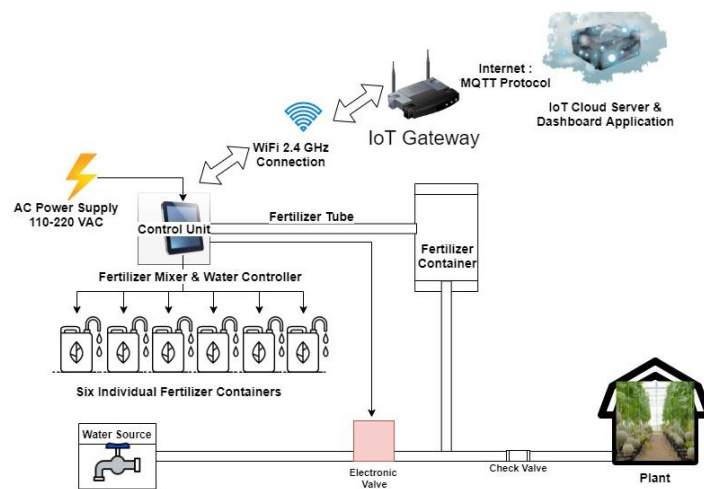 Internet :
MQTT Protocol
IoT Cloud Server &
Dashboard Application
IoT Gateway
WiFi 2.4 GHz
Connection
AC Power Supply
110-220 VAC
Control Unit
Fertilizer Tube
Fertilizer
Container
Fertilizer Mixer & Water Controller
Six Individual Fertilizer Containers
Water Source
Electronic
Valve
Check Valve
Plant